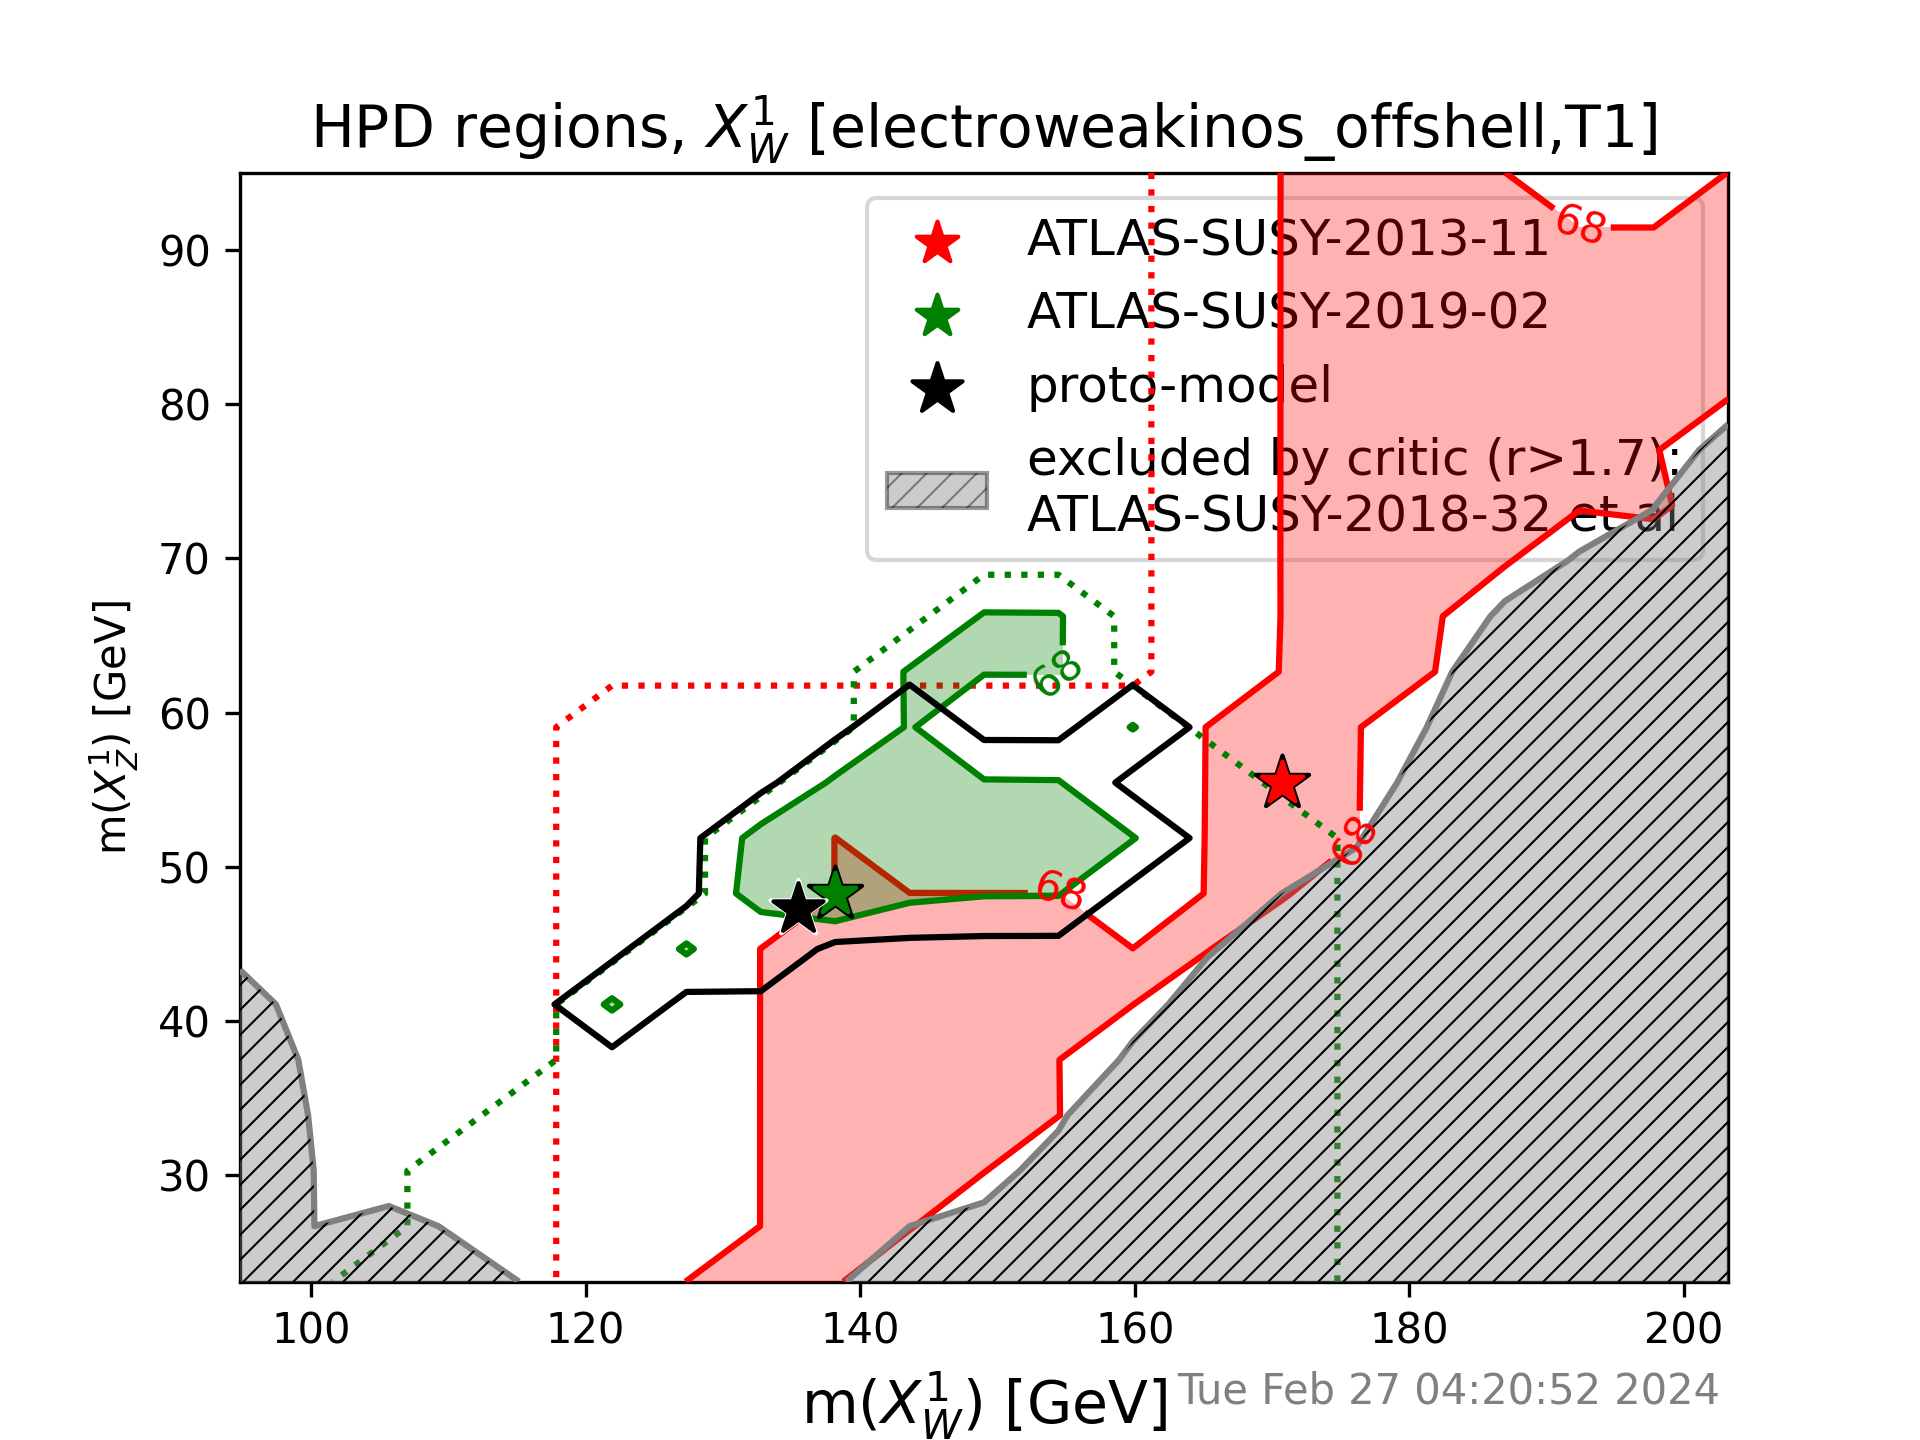 HPD regions, X_W^1 [electroweakinos_offshell,T1]
ATLAS-SUSY-2013-11
ATLAS-SUSY-2019-02
proto-model
excluded by critic (r>1.7):
ATLAS-SUSY-2018-32 et al
68
68
68
68
90
80
70
60
50
40
30
m(X_Z^1) [GeV]
100 120 140 160 180 200
m(X_W^1) [GeV]
Tue Feb 27 04:20:52 2024